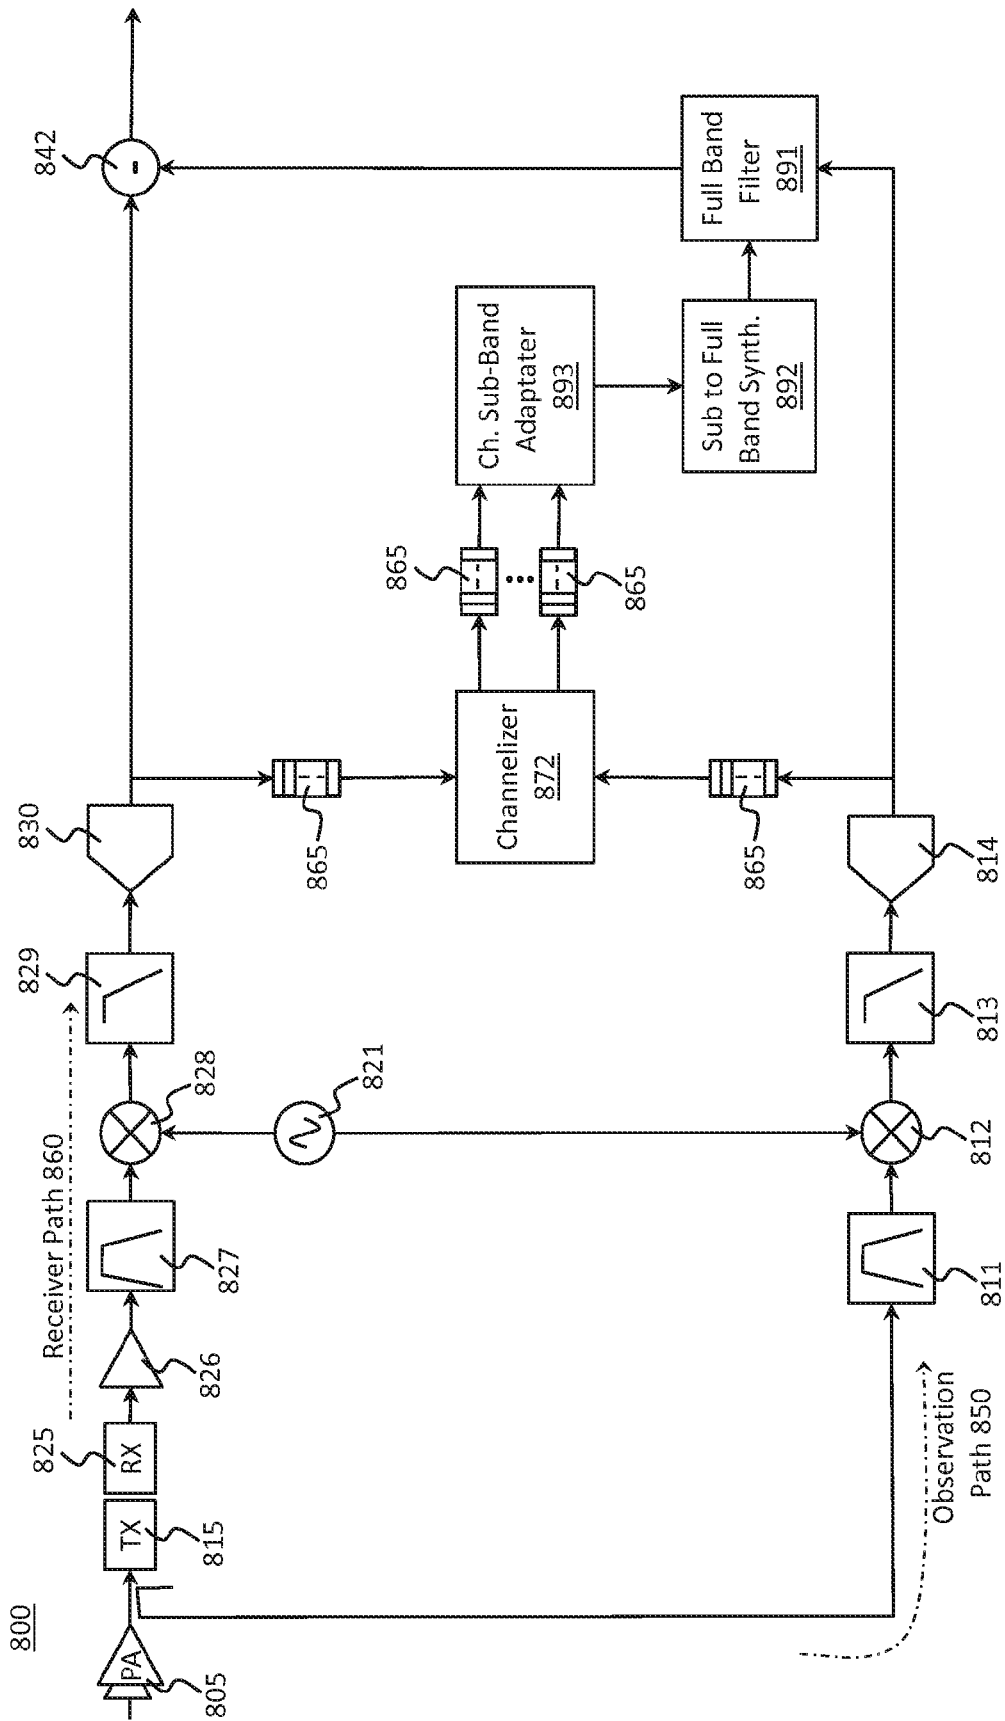 800
PA
805
TX
815
RX
825
826
827
828
829
830
Receiver Path 860
821
842
865
Channelizer
872
865
865
865
Ch. Sub-Band
Adaptater
893
Sub to Full
Band Synth.
892
Full Band
Filter
891
811
812
813
814
Observation
Path 850